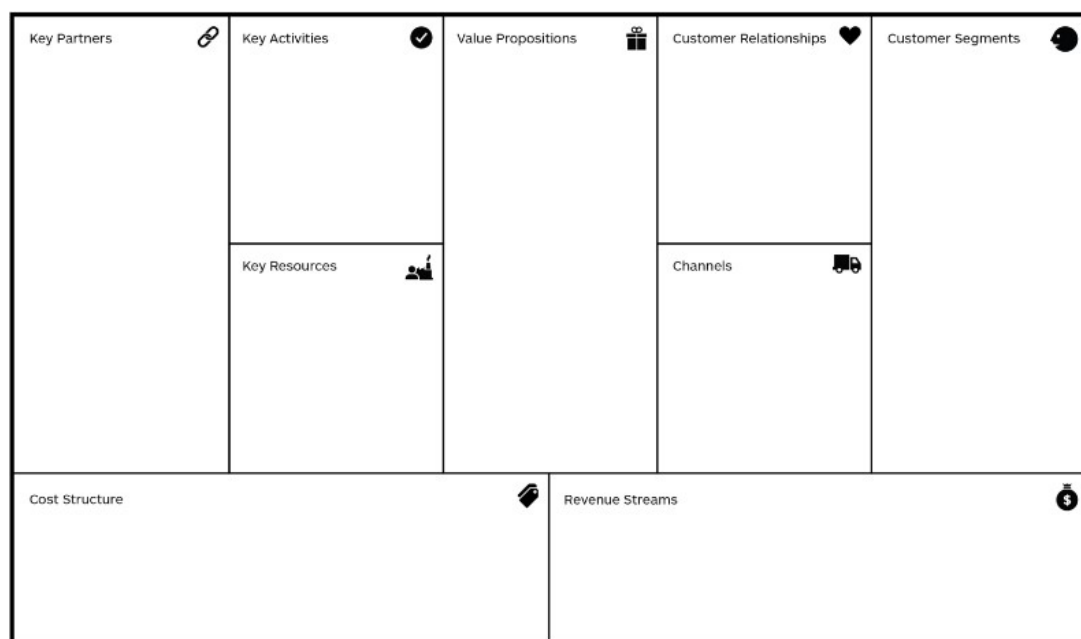 Key Partners
Key Activities
Value Propositions
Customer Relationships
Customer Segments
Key Resources
Channels
Cost Structure
Revenue Streams
$